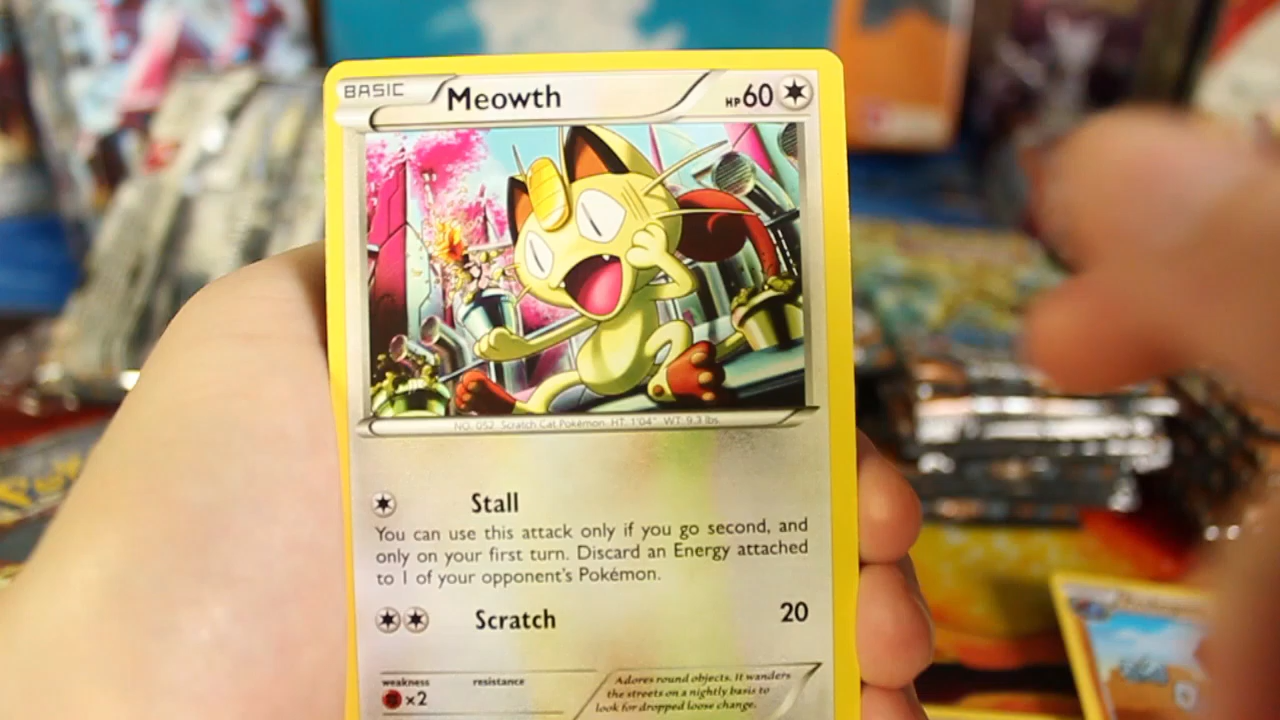 BASIC Meowth HP60
NO. 052 Scratch Cat Pokémon. HT: 1'04" WT: 9.3 lbs.
Stall
You can use this attack only if you go second, and
only on your first turn. Discard an Energy attached
to 1 of your opponent's Pokémon.
Scratch 20
weakness resistance
×2
Adores round objects. It wanders
the streets on a nightly basis to
look for dropped loose change.